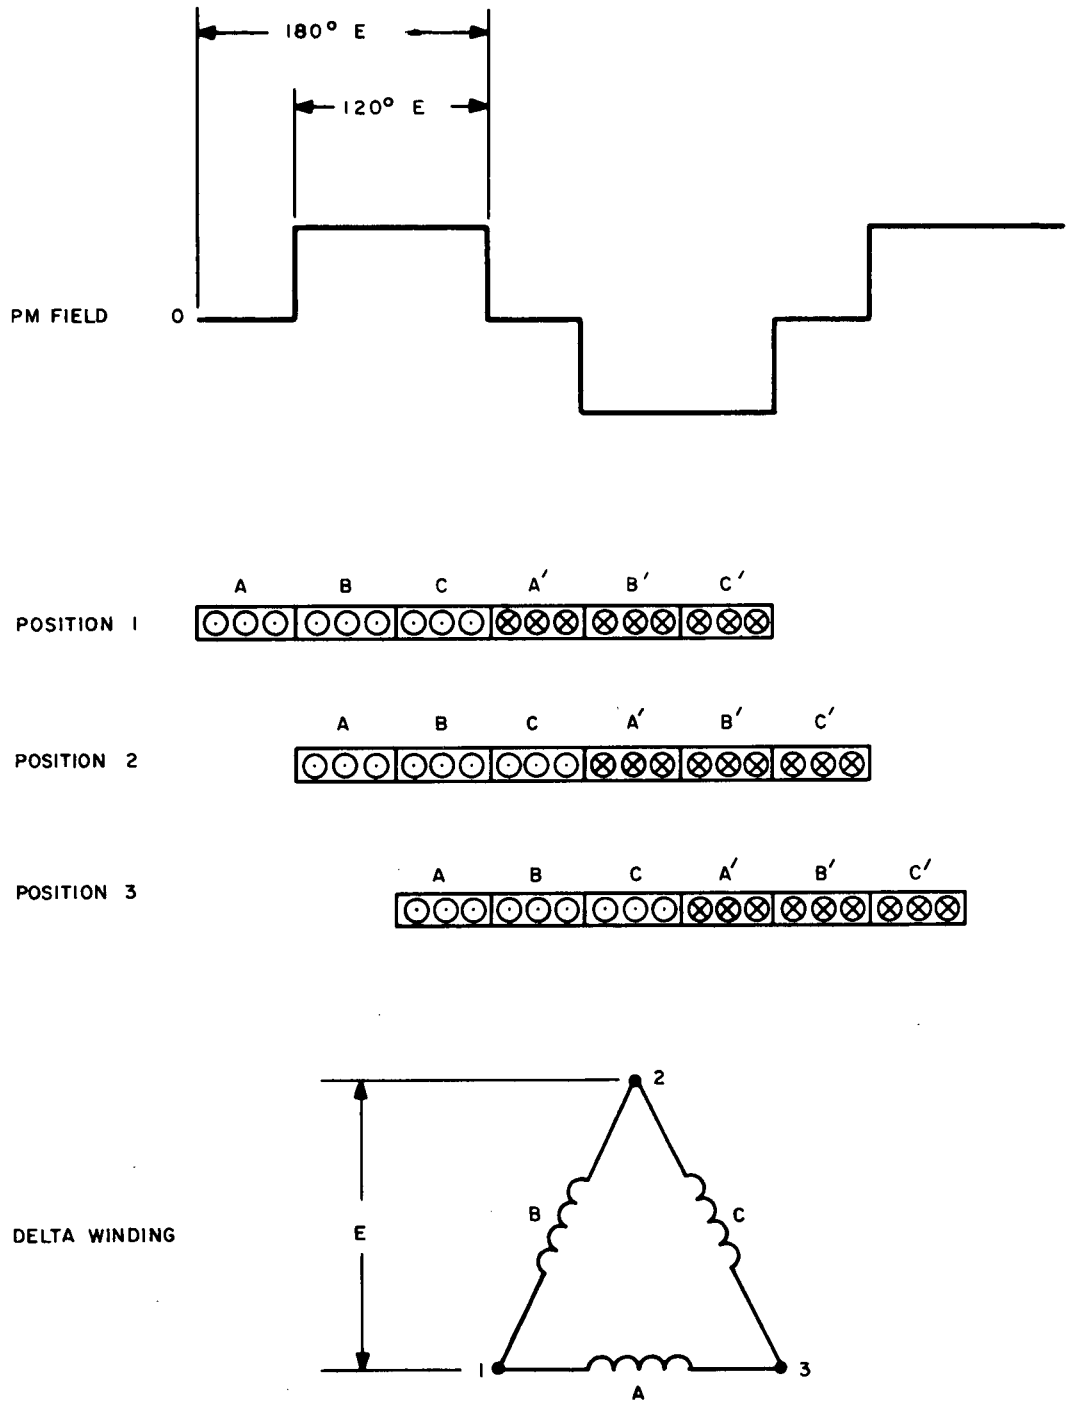 180° E
120° E
PM FIELD 0
A B C A′ B′ C′
POSITION 1
A B C A′ B′ C′
POSITION 2
A B C A′ B′ C′
POSITION 3
2
B C
DELTA WINDING E
1 3
A